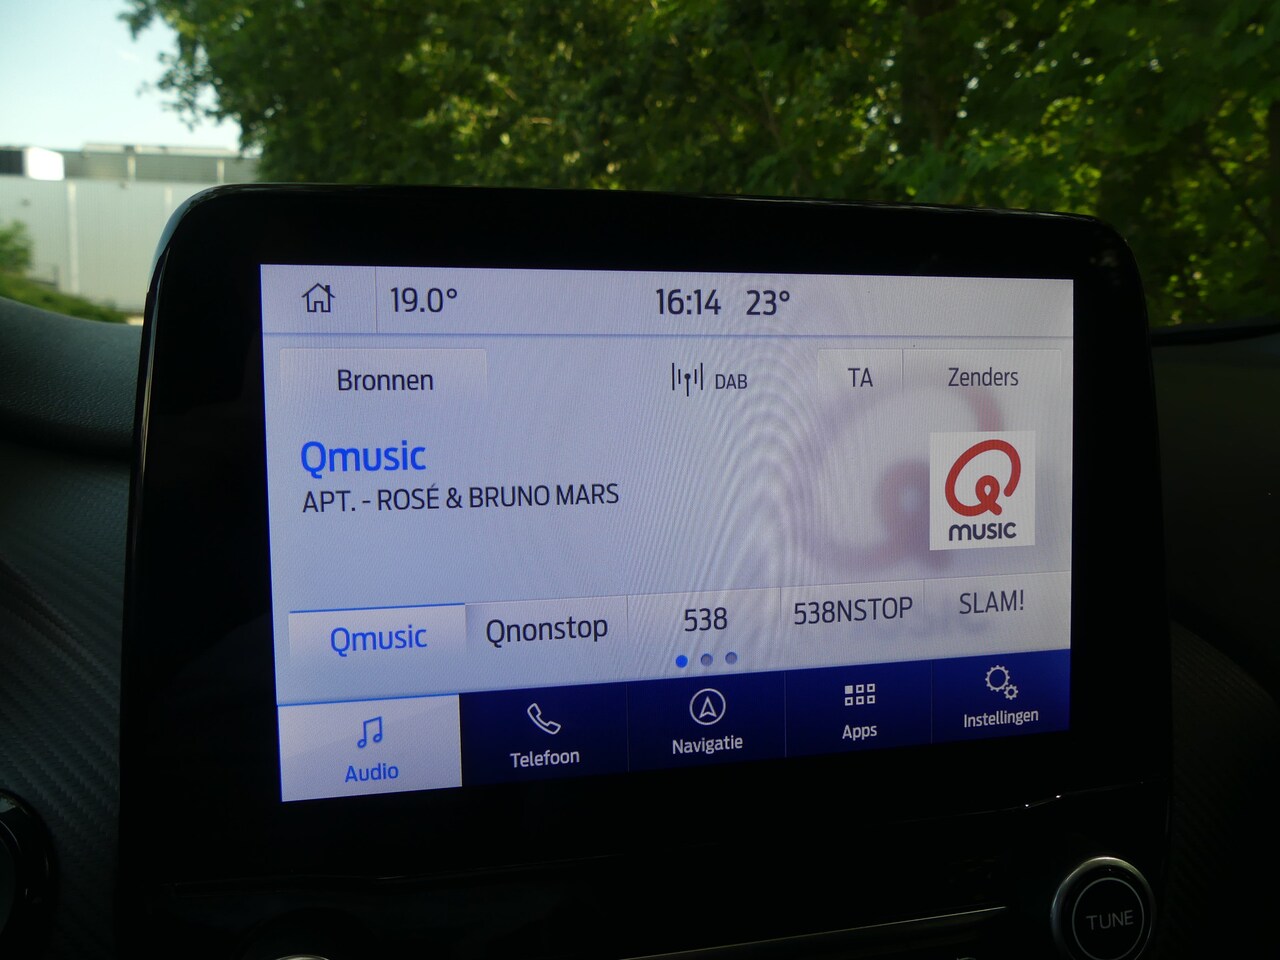 19.0° 16:14 23°
Bronnen DAB TA Zenders
Qmusic
APT. - ROSÉ & BRUNO MARS
Q
MUSIC
Qmusic Qnonstop 538 538NSTOP SLAM!
Audio Telefoon Navigatie Apps Instellingen
TUNE